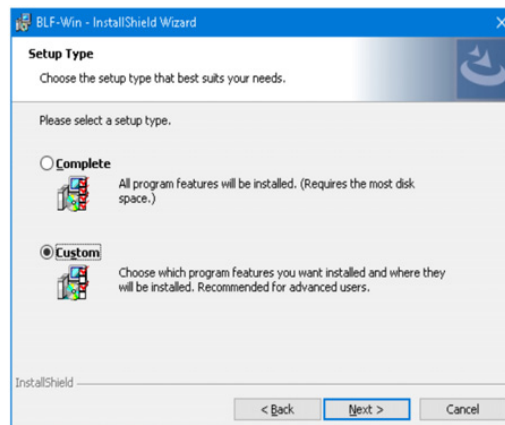 BLF-Win - InstallShield Wizard
Setup Type
Choose the setup type that best suits your needs.
Please select a setup type.
Complete
All program features will be installed. (Requires the most disk
space.)
Custom
Choose which program features you want installed and where they
will be installed. Recommended for advanced users.
InstallShield
< Back Next > Cancel